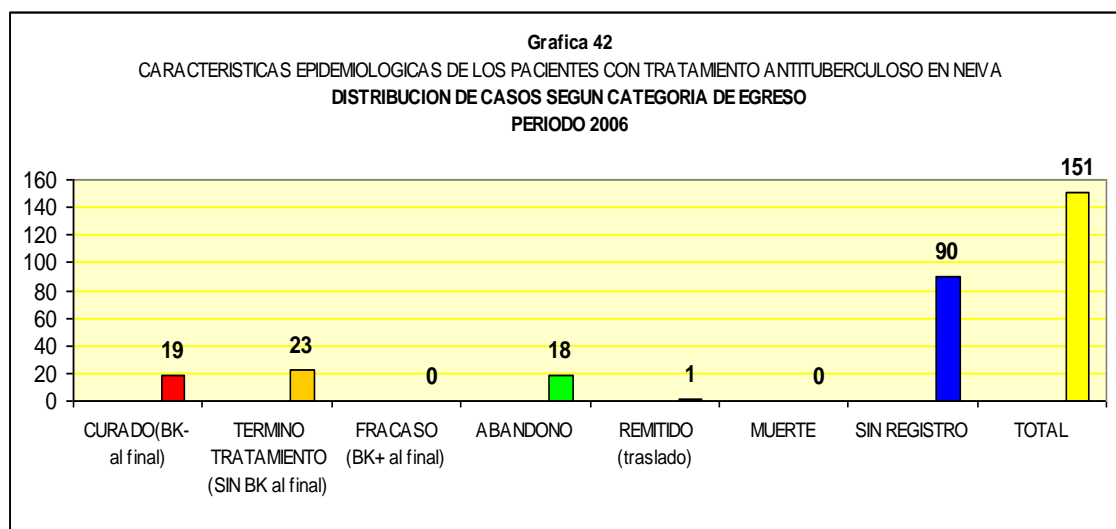 Grafica 42
CARACTERISTICAS EPIDEMIOLOGICAS DE LOS PACIENTES CON TRATAMIENTO ANTITUBERCULOSO EN NEIVA
DISTRIBUCION DE CASOS SEGUN CATEGORIA DE EGRESO
PERIODO 2006
160
140
120
100
80
60
40
20
0
19
23
0
18
1
0
90
151
CURADO(BK-
al final)
TERMINO
TRATAMIENTO
(SIN BK al final)
FRACASO
(BK+ al final)
ABANDONO
REMITIDO
(traslado)
MUERTE
SIN REGISTRO
TOTAL